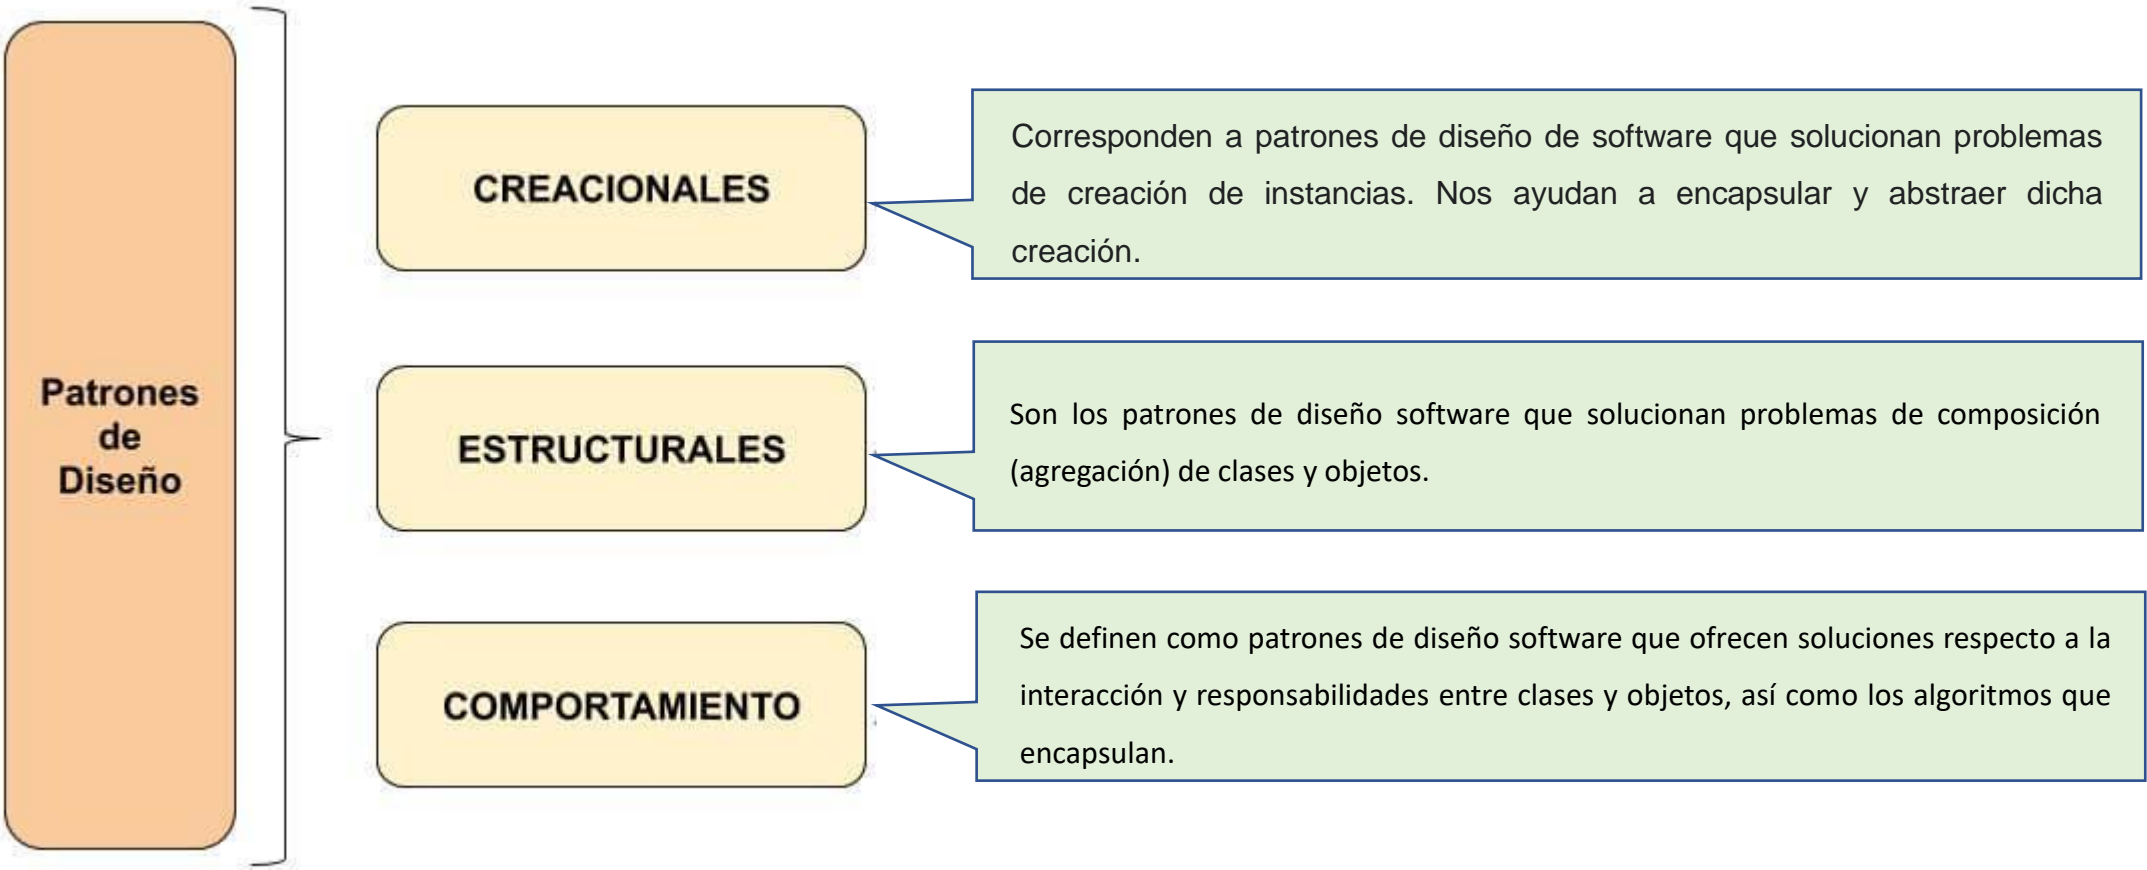 Patrones
de
Diseño
CREACIONALES
Corresponden a patrones de diseño de software que solucionan problemas
de creación de instancias. Nos ayudan a encapsular y abstraer dicha
creación.
ESTRUCTURALES
Son los patrones de diseño software que solucionan problemas de composición
(agregación) de clases y objetos.
COMPORTAMIENTO
Se definen como patrones de diseño software que ofrecen soluciones respecto a la
interacción y responsabilidades entre clases y objetos, así como los algoritmos que
encapsulan.